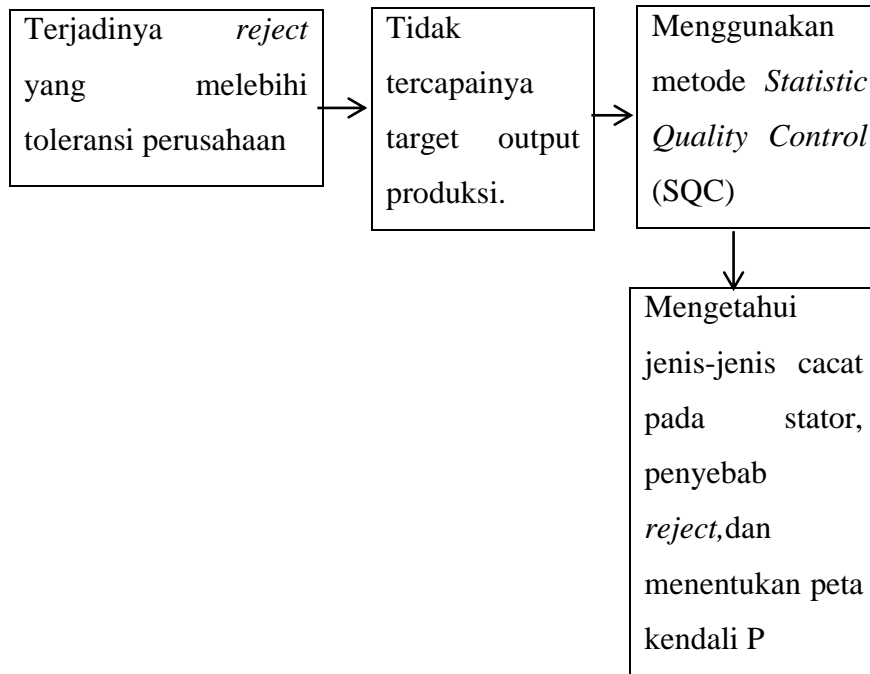 Terjadinya reject
yang melebihi
toleransi perusahaan
Tidak
tercapainya
target output
produksi.
Menggunakan
metode Statistic
Quality Control
(SQC)
Mengetahui
jenis-jenis cacat
pada stator,
penyebab
reject,dan
menentukan peta
kendali P